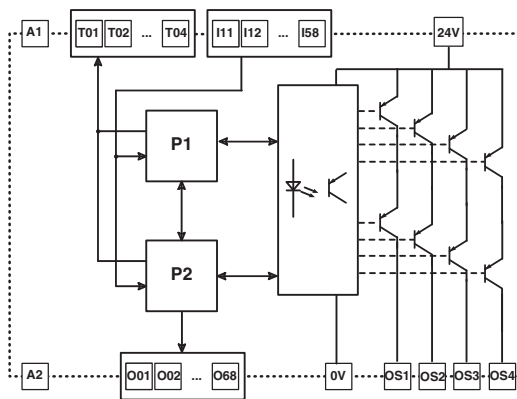 A1 T01 T02 ... T04 I11 I12 ... I58 24V
P1
P2
A2 O01 O02 ... O68 0V OS1 OS2 OS3 OS4